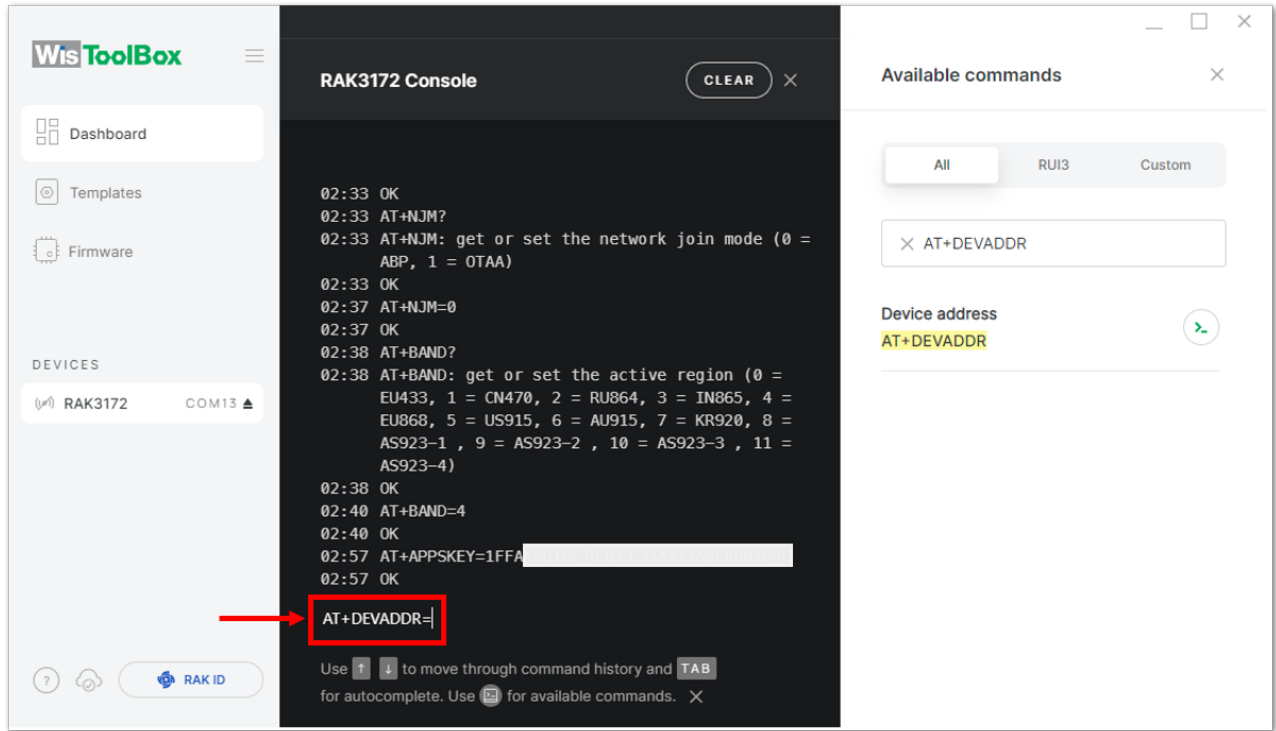 WisToolBox
Dashboard
Templates
Firmware
DEVICES
RAK3172 COM13
?
RAK ID
RAK3172 Console
CLEAR
02:33 OK
02:33 AT+NJM?
02:33 AT+NJM: get or set the network join mode (0 =
ABP, 1 = OTAA)
02:33 OK
02:37 AT+NJM=0
02:37 OK
02:38 AT+BAND?
02:38 AT+BAND: get or set the active region (0 =
EU433, 1 = CN470, 2 = RU864, 3 = IN865, 4 =
EU868, 5 = US915, 6 = AU915, 7 = KR920, 8 =
AS923-1 , 9 = AS923-2 , 10 = AS923-3 , 11 =
AS923-4)
02:38 OK
02:40 AT+BAND=4
02:40 OK
02:57 AT+APPSKEY=1FFA
02:57 OK
AT+DEVADDR=
Use ↑ ↓ to move through command history and TAB
for autocomplete. Use for available commands.
Available commands
All RUI3 Custom
AT+DEVADDR
Device address
AT+DEVADDR